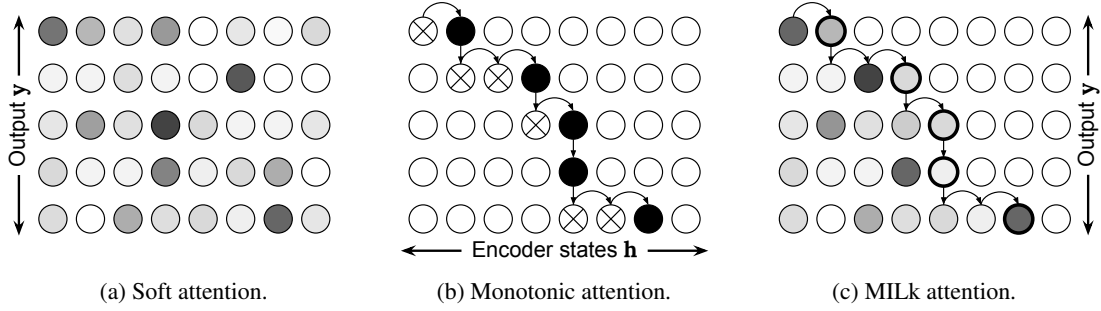 Output y
Output y
Encoder states h
(a) Soft attention.
(b) Monotonic attention.
(c) MILk attention.